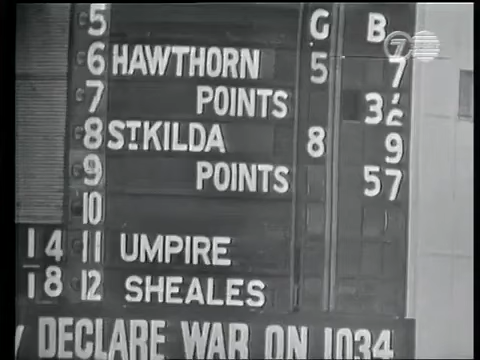 5 G B
6 HAWTHORN 5 7
7 POINTS 3
8 ST KILDA 8 9
9 POINTS 57
10
14 11 UMPIRE
18 12 SHEALES
DECLARE WAR ON 1034
7